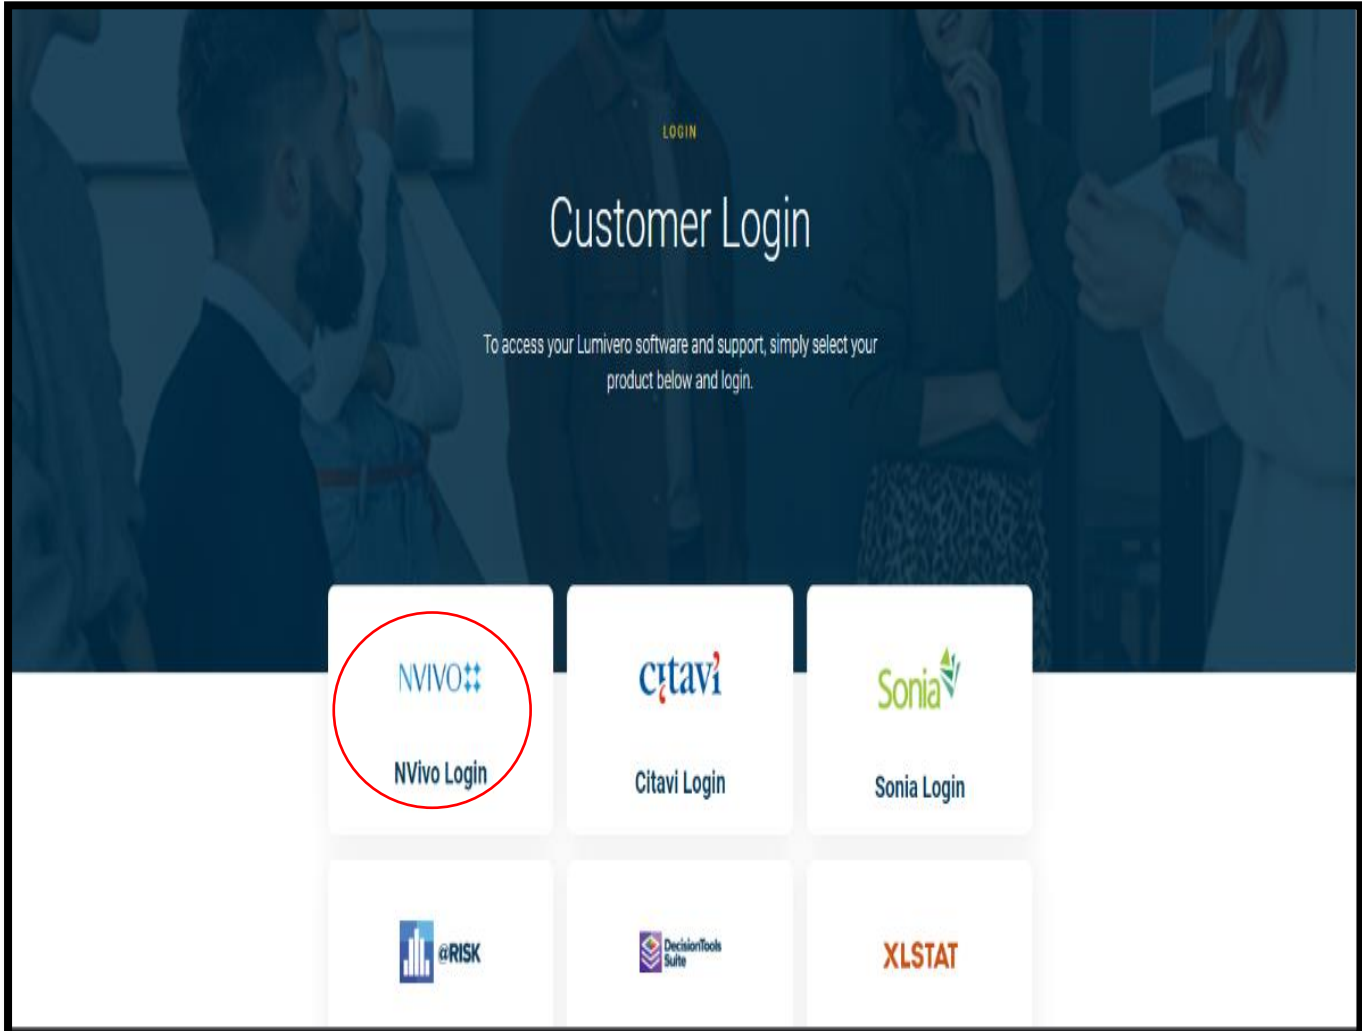 LOGIN
Customer Login
To access your Lumivero software and support, simply select your
product below and login.
NVIVO
citavi
Sonia
NVivo Login
Citavi Login
Sonia Login
@RISK
DecisionTools
Suite
XLSTAT